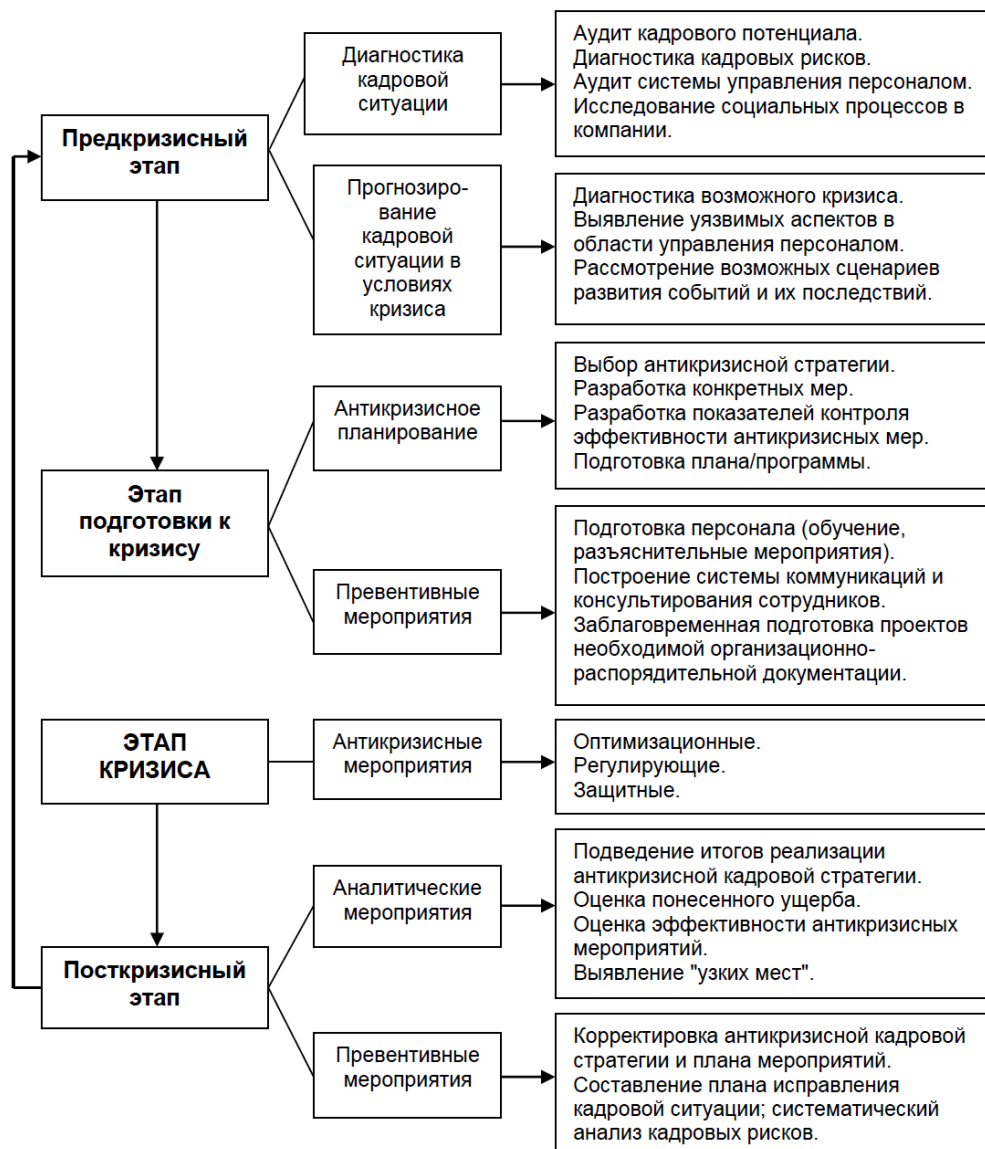 Предкризисный
этап
Диагностика
кадровой
ситуации
Аудит кадрового потенциала.
Диагностика кадровых рисков.
Аудит системы управления персоналом.
Исследование социальных процессов в
компании.
Прогнозиро-
вание
кадровой
ситуации в
условиях
кризиса
Диагностика возможного кризиса.
Выявление уязвимых аспектов в
области управления персоналом.
Рассмотрение возможных сценариев
развития событий и их последствий.
Этап
подготовки к
кризису
Антикризисное
планирование
Выбор антикризисной стратегии.
Разработка конкретных мер.
Разработка показателей контроля
эффективности антикризисных мер.
Подготовка плана/программы.
Превентивные
мероприятия
Подготовка персонала (обучение,
разъяснительные мероприятия).
Построение системы коммуникаций и
консультирования сотрудников.
Заблаговременная подготовка проектов
необходимой организационно-
распорядительной документации.
ЭТАП
КРИЗИСА
Антикризисные
мероприятия
Оптимизационные.
Регулирующие.
Защитные.
Посткризисный
этап
Аналитические
мероприятия
Подведение итогов реализации
антикризисной кадровой стратегии.
Оценка понесенного ущерба.
Оценка эффективности антикризисных
мероприятий.
Выявление "узких мест".
Превентивные
мероприятия
Корректировка антикризисной кадровой
стратегии и плана мероприятий.
Составление плана исправления
кадровой ситуации; систематический
анализ кадровых рисков.